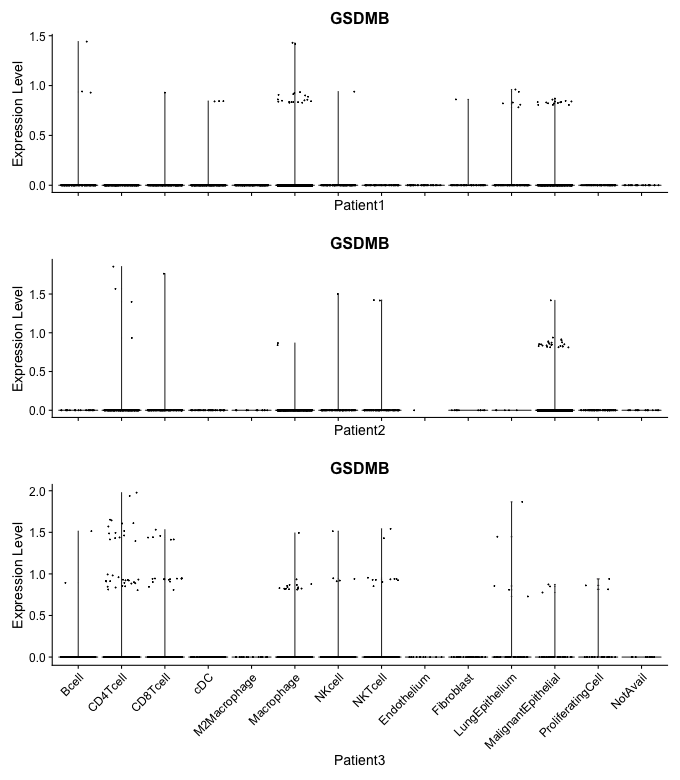 GSDMB
Expression Level
1.5
1.0
0.5
0.0
Patient1
GSDMB
Expression Level
1.5
1.0
0.5
0.0
Patient2
GSDMB
Expression Level
2.0
1.5
1.0
0.5
0.0
Bcell
CD4Tcell
CD8Tcell
cDC
M2Macrophage
Macrophage
NKcell
NKTcell
Endothelium
Fibroblast
LungEpithelium
MalignantEpithelial
ProliferatingCell
NotAvail
Patient3